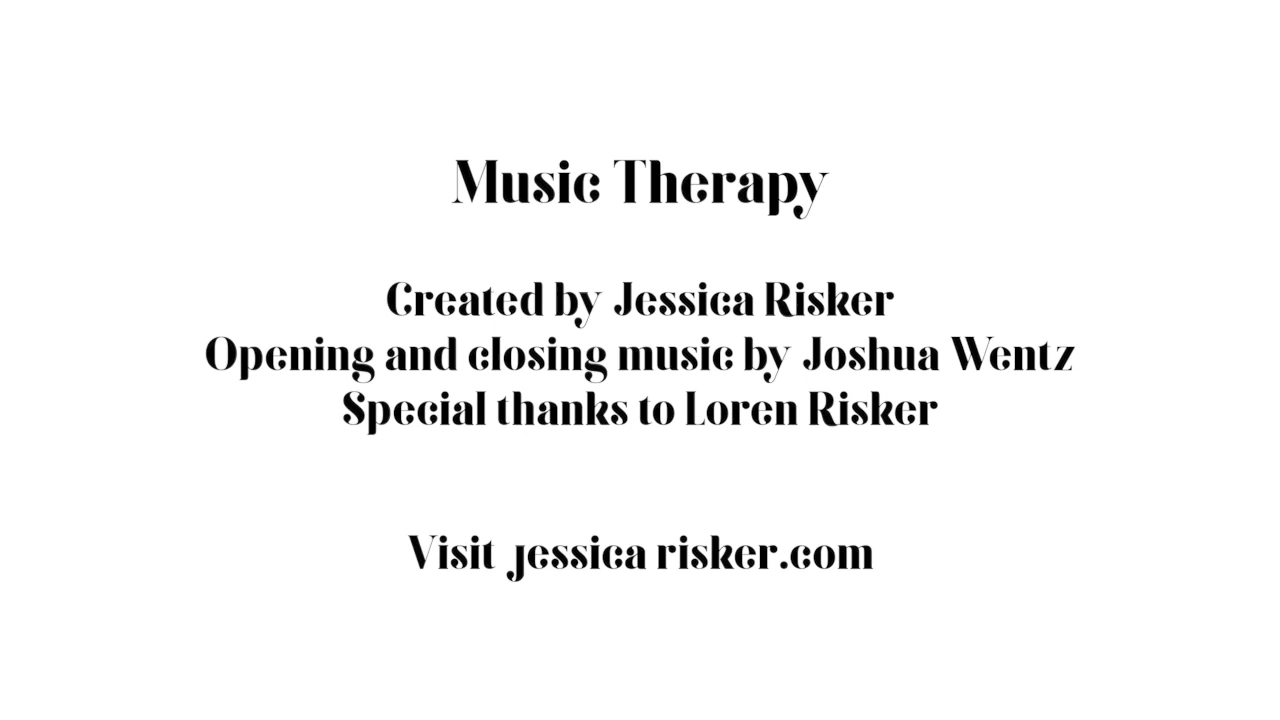 Music Therapy
Created by Jessica Risker
Opening and closing music by Joshua Wentz
Special thanks to Loren Risker
Visit jessica risker.com